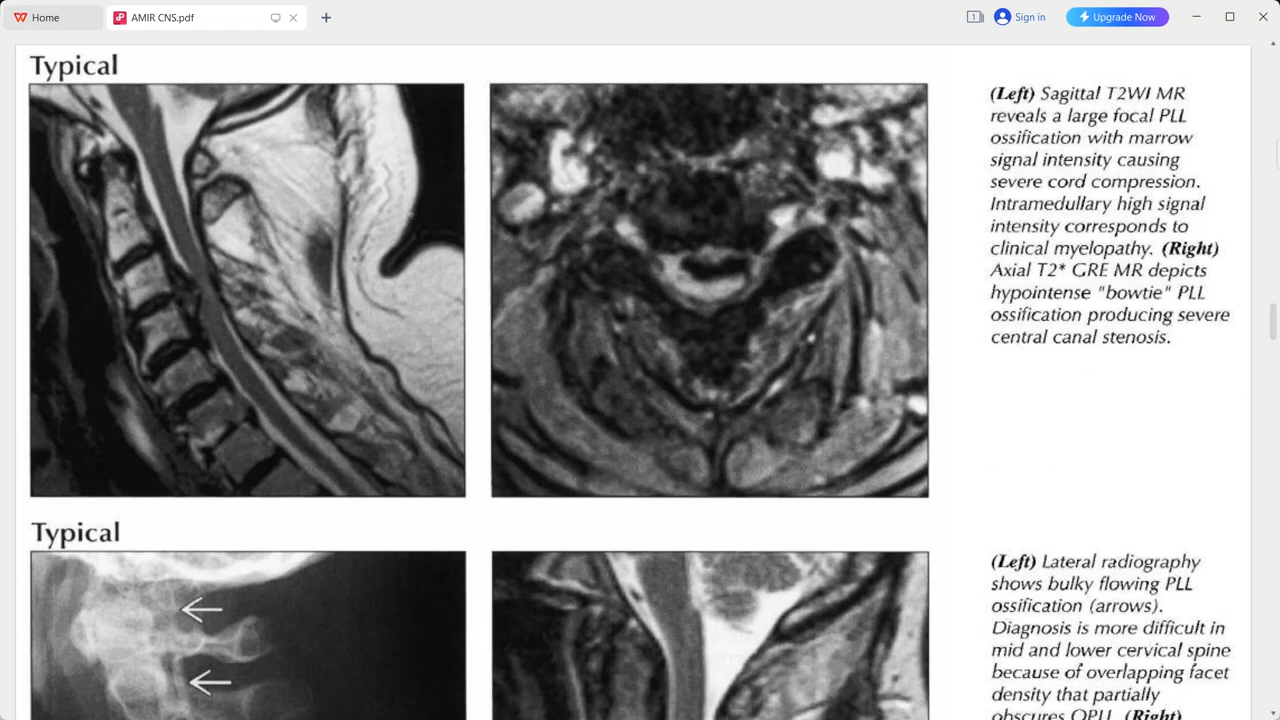 Home
AMIR CNS.pdf
1
Sign in
Upgrade Now
Typical
(Left) Sagittal T2WI MR
reveals a large focal PLL
ossification with marrow
signal intensity causing
severe cord compression.
Intramedullary high signal
intensity corresponds to
clinical myelopathy. (Right)
Axial T2* GRE MR depicts
hypointense "bowtie" PLL
ossification producing severe
central canal stenosis.
Typical
(Left) Lateral radiography
shows bulky flowing PLL
ossification (arrows).
Diagnosis is more difficult in
mid and lower cervical spine
because of overlapping facet
density that partially
obscures OPLL. (Right)